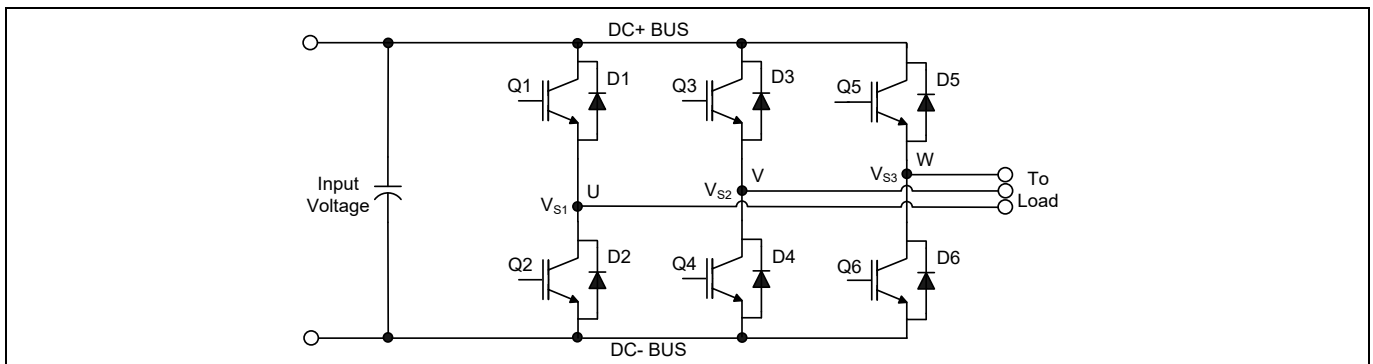 DC+ BUS
Q1
D1
Q3
D3
Q5
D5
Input
Voltage
VS1
U
VS2
V
VS3
W
To
Load
Q2
D2
Q4
D4
Q6
D6
DC- BUS